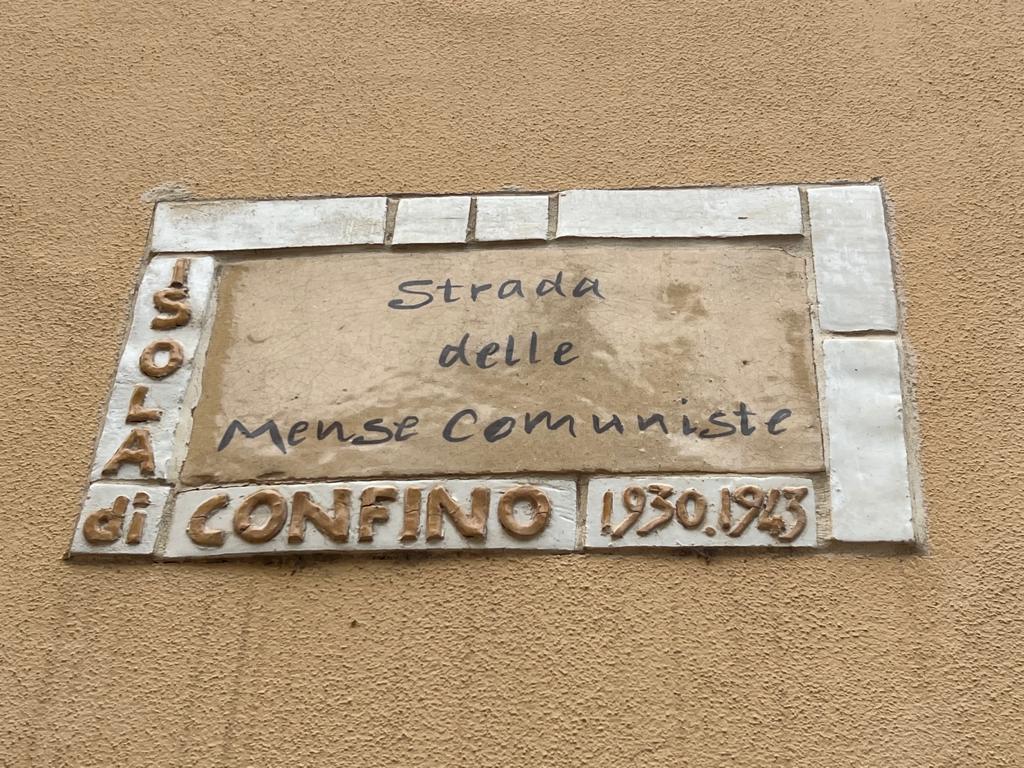 Strada
delle
Mense Comuniste
ISOLA
di CONFINO 1930.1943